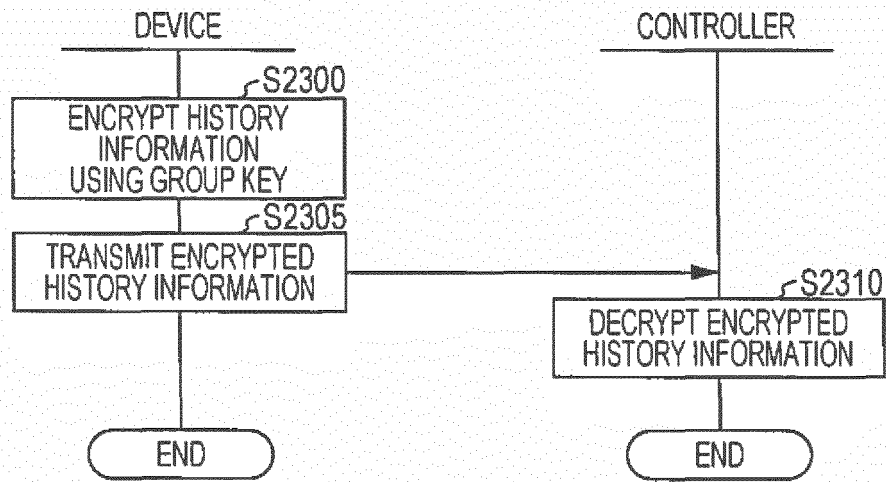 DEVICE
CONTROLLER
S2300
ENCRYPT HISTORY
INFORMATION
USING GROUP KEY
S2305
TRANSMIT ENCRYPTED
HISTORY INFORMATION
S2310
DECRYPT ENCRYPTED
HISTORY INFORMATION
END
END